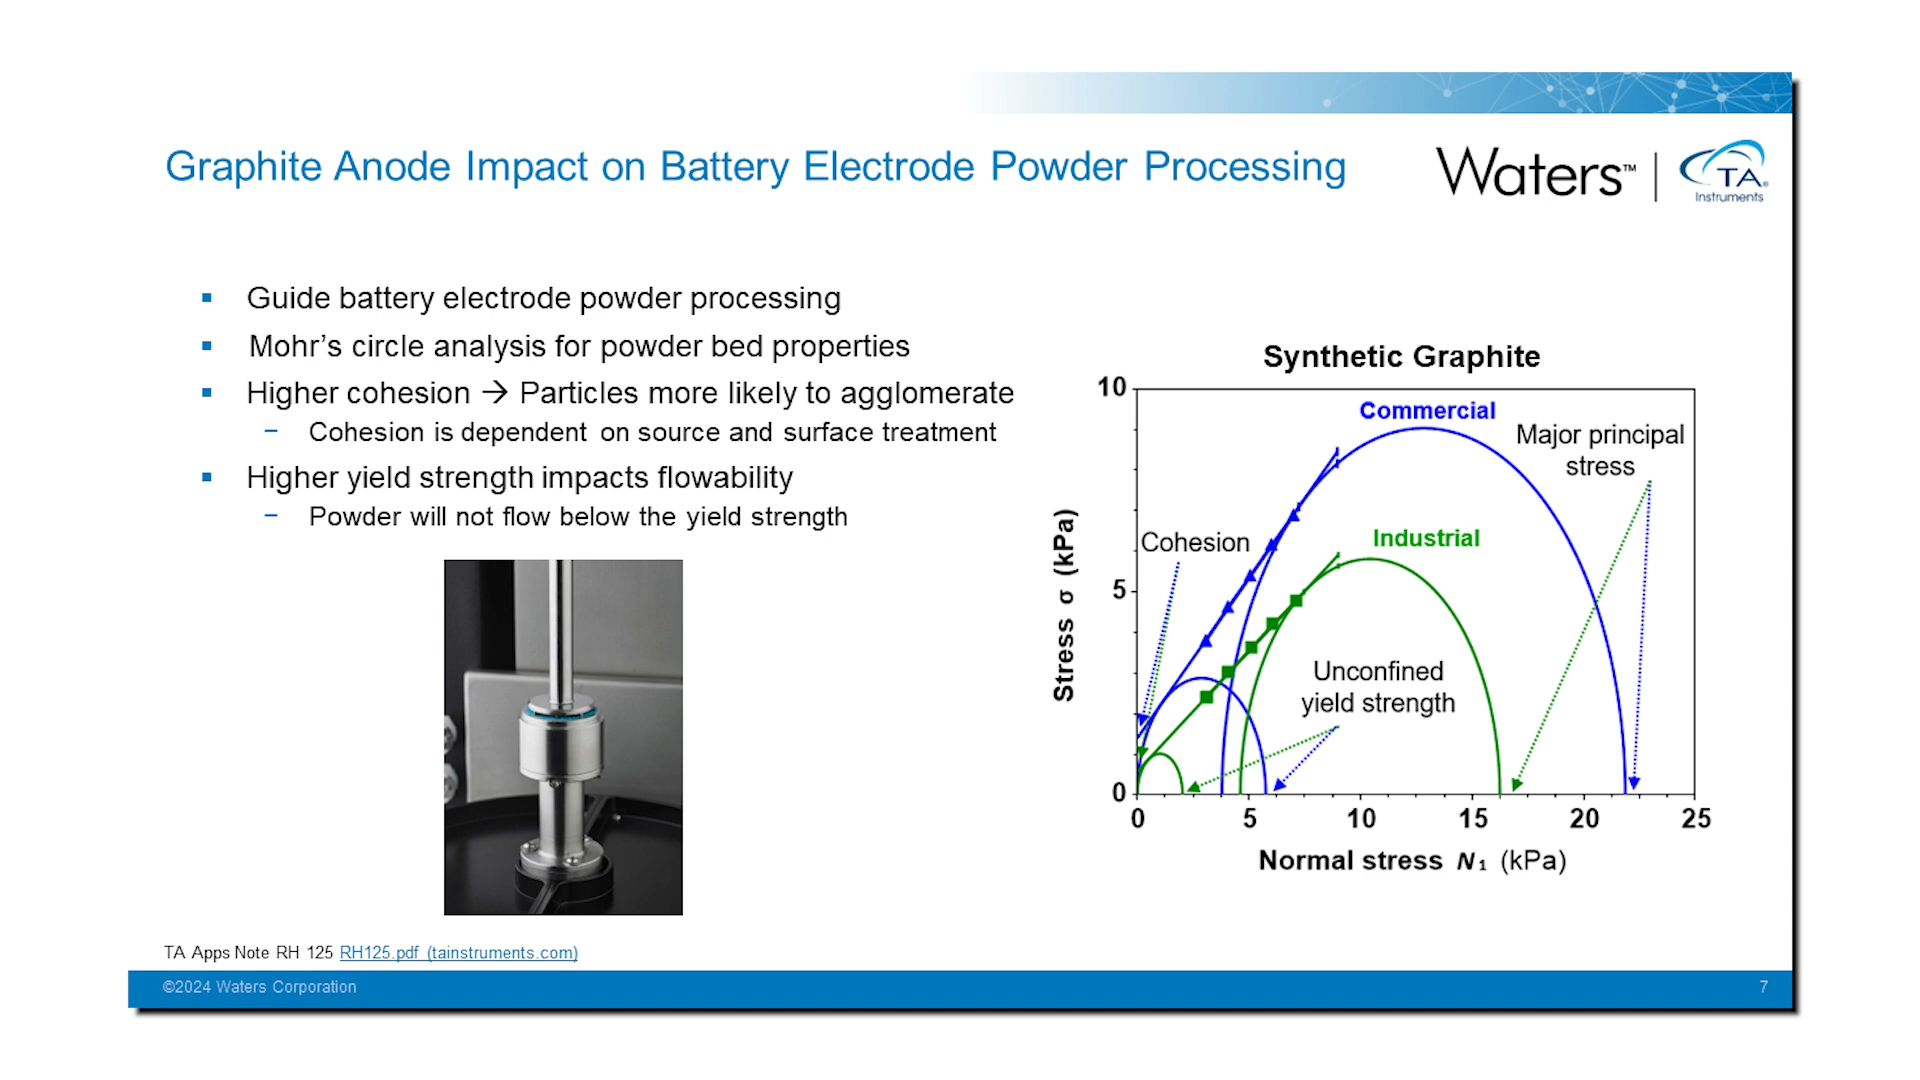 Graphite Anode Impact on Battery Electrode Powder Processing
Waters™ | TA® Instruments
▪ Guide battery electrode powder processing
▪ Mohr’s circle analysis for powder bed properties
▪ Higher cohesion → Particles more likely to agglomerate
− Cohesion is dependent on source and surface treatment
▪ Higher yield strength impacts flowability
− Powder will not flow below the yield strength
Synthetic Graphite
Commercial
Major principal
stress
Cohesion
Industrial
Unconfined
yield strength
Stress σ (kPa)
10
5
0
0 5 10 15 20 25
Normal stress N₁ (kPa)
TA Apps Note RH 125 RH125.pdf (tainstruments.com)
©2024 Waters Corporation
7